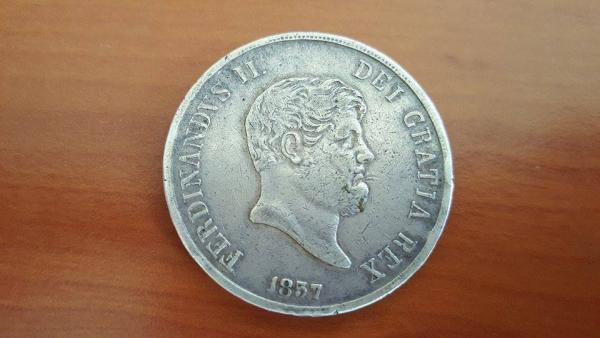 FERDINANDVS II. DEI GRATIA REX
1857